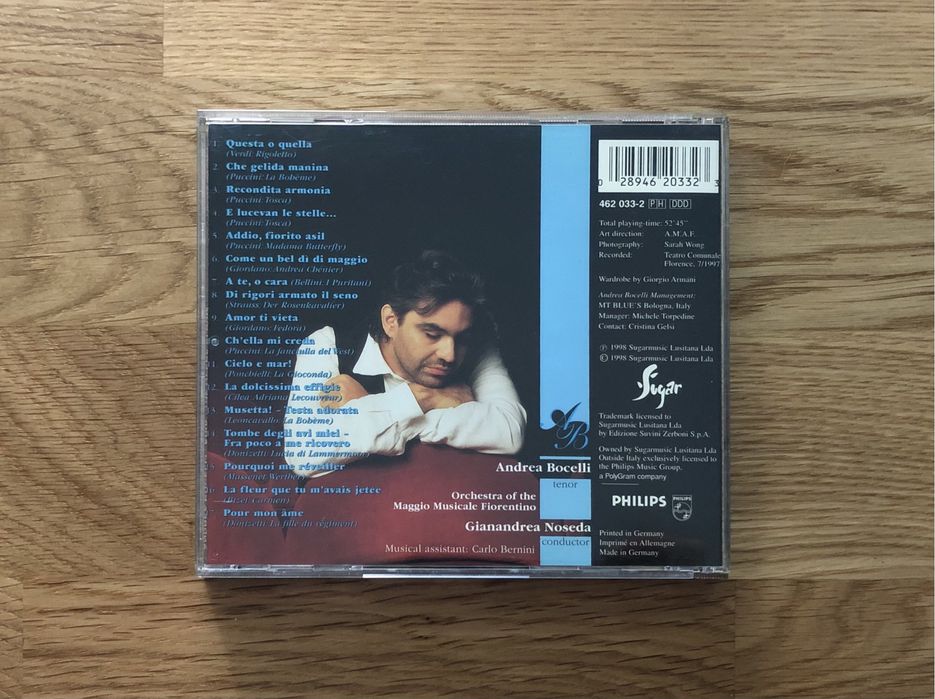 1. Questa o quella
(Verdi: Rigoletto)
2. Che gelida manina
(Puccini: La Bohème)
3. Recondita armonia
(Puccini: Tosca)
4. E lucevan le stelle...
(Puccini: Tosca)
5. Addio, fiorito asil
(Puccini: Madama Butterfly)
6. Come un bel dì di maggio
(Giordano: Andrea Chénier)
7. A te, o cara (Bellini: I Puritani)
8. Di rigori armato il seno
(Strauss: Der Rosenkavalier)
9. Amor ti vieta
(Giordano: Fedora)
Ch'ella mi creda
(Puccini: La fanciulla del West)
11. Cielo e mar!
(Ponchielli: La Gioconda)
12. La dolcissima effigie
(Cilea: Adriana Lecouvreur)
13. Musetta! - Testa adorata
(Leoncavallo: La Bohème)
Tombe degli avi miei -
Fra poco a me ricovero
(Donizetti: Lucia di Lammermoor)
Pourquoi me réveiller
(Massenet: Werther)
La fleur que tu m'avais jetée
(Bizet: Carmen)
Pour mon âme
(Donizetti: La fille du régiment)
AB
Andrea Bocelli
tenor
Orchestra of the
Maggio Musicale Fiorentino
Gianandrea Noseda
conductor
Musical assistant: Carlo Bernini
0 28946 20332 3
462 033-2 PH DDD
Total playing-time: 52'45"
Art direction: A.M.A.F.
Photography: Sarah Wong
Recorded: Teatro Comunale
Florence, 7/1997
Wardrobe by Giorgio Armani
Andrea Bocelli Management:
MT BLUE'S Bologna, Italy
Manager: Michele Torpedine
Contact: Cristina Gelsi
℗ 1998 Sugarmusic Lusitana Lda
© 1998 Sugarmusic Lusitana Lda
Sugar
Trademark licensed to
Sugarmusic Lusitana Lda
by Edizione Suvini Zerboni S.p.A.
Owned by Sugarmusic Lusitana Lda
Outside Italy exclusively licensed to
the Philips Music Group,
a PolyGram company
PHILIPS
PHILIPS
Printed in Germany
Imprimé en Allemagne
Made in Germany